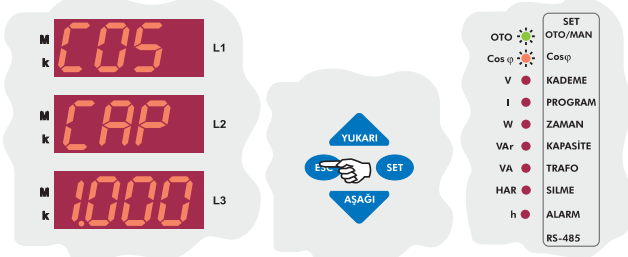 M
k
COS
L1
M
k
CAP
L2
M
k
1.000
L3
YUKARI
ESC
SET
AŞAĞI
SET
OTO OTO/MAN
Cos φ Cosφ
V KADEME
I PROGRAM
W ZAMAN
VAr KAPASİTE
VA TRAFO
HAR SILME
h ALARM
RS-485